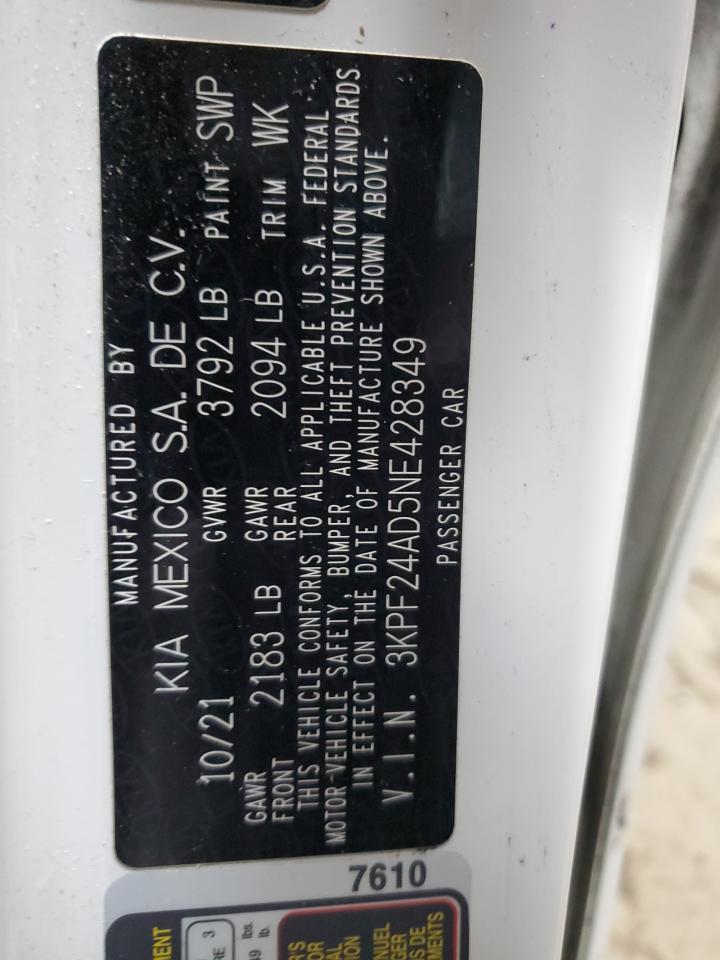 MANUFACTURED BY
KIA MEXICO S.A. DE C.V.
10/21 GVWR 3792 LB PAINT SWP
GAWR FRONT 2183 LB GAWR REAR 2094 LB TRIM WK
THIS VEHICLE CONFORMS TO ALL APPLICABLE U.S.A. FEDERAL
MOTOR-VEHICLE SAFETY, BUMPER, AND THEFT PREVENTION STANDARDS
IN EFFECT ON THE DATE OF MANUFACTURE SHOWN ABOVE.
V.I.N. 3KPF24AD5NE428349
PASSENGER CAR
7610